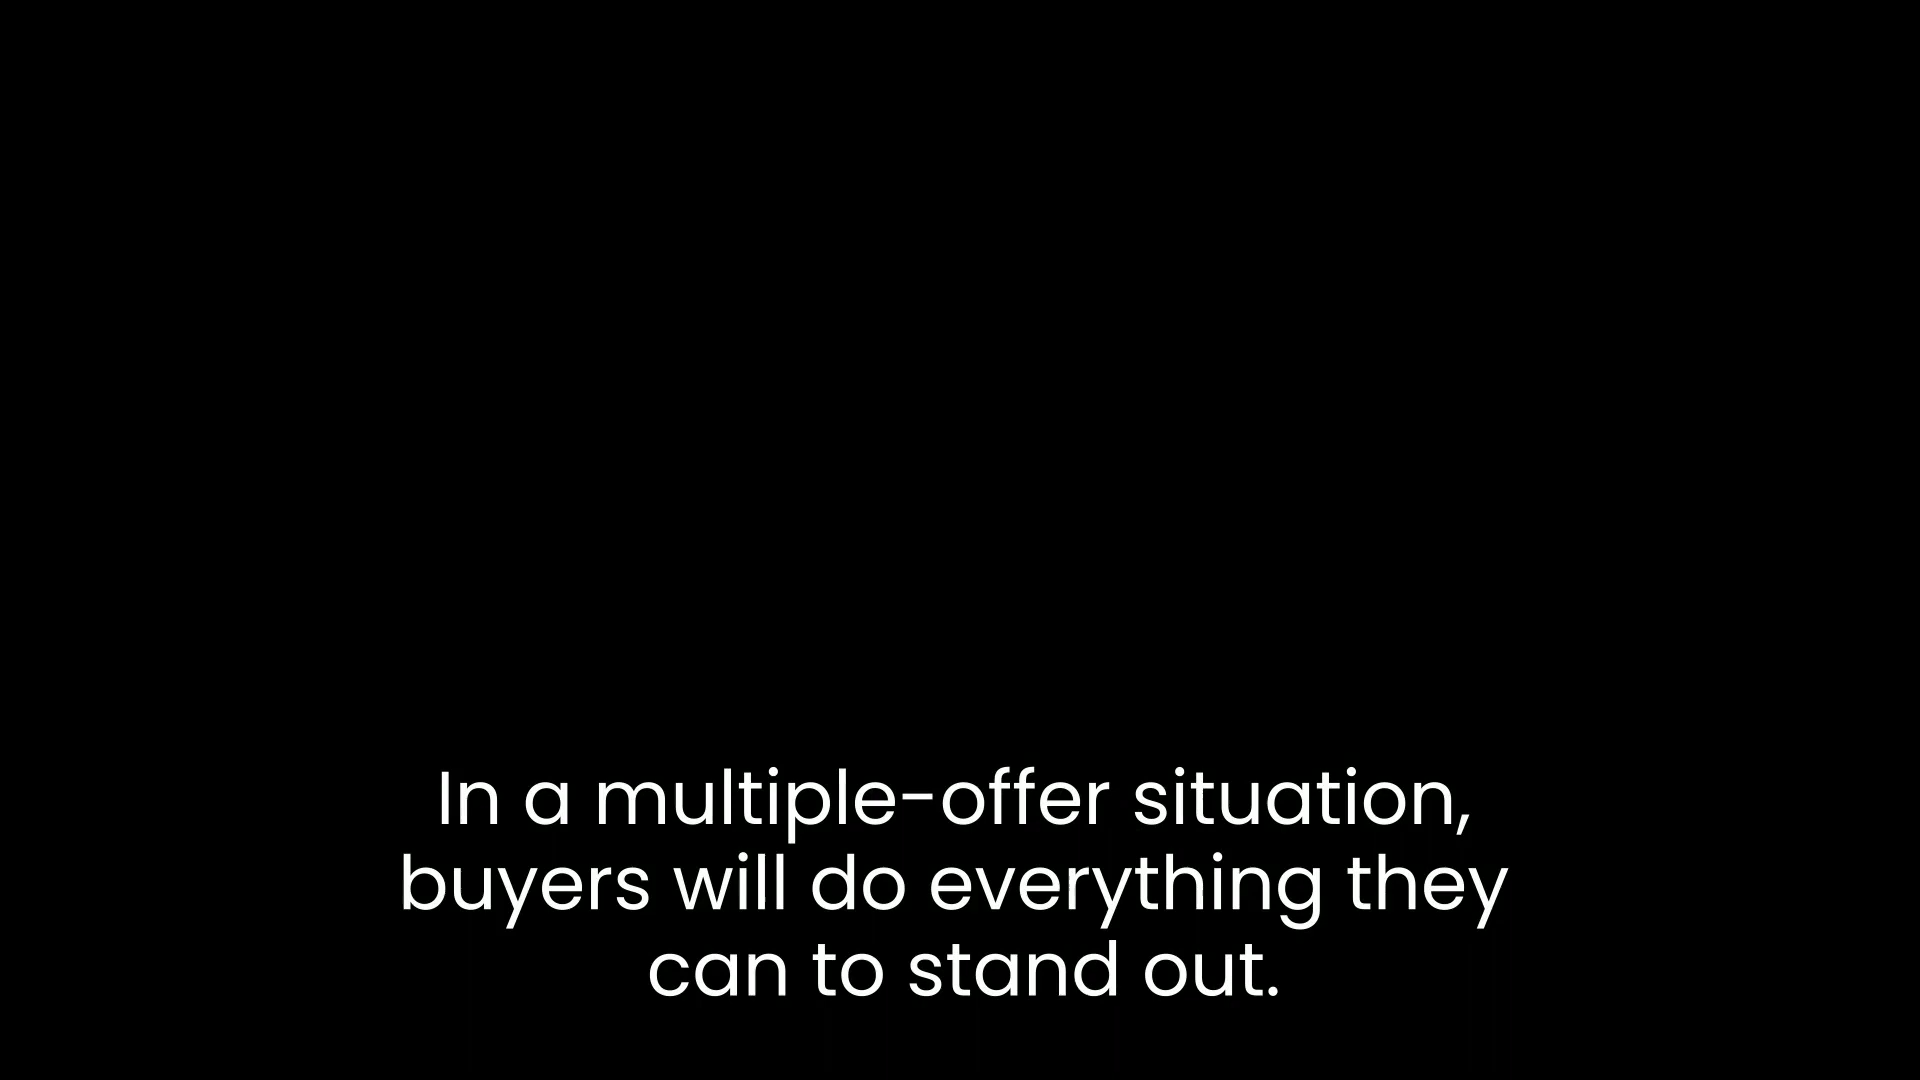 In a multiple-offer situation,
buyers will do everything they
can to stand out.